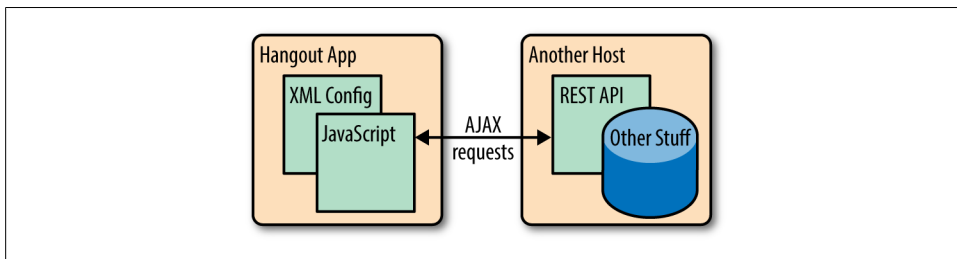 Hangout App
XML Config
JavaScript
AJAX
requests
Another Host
REST API
Other Stuff